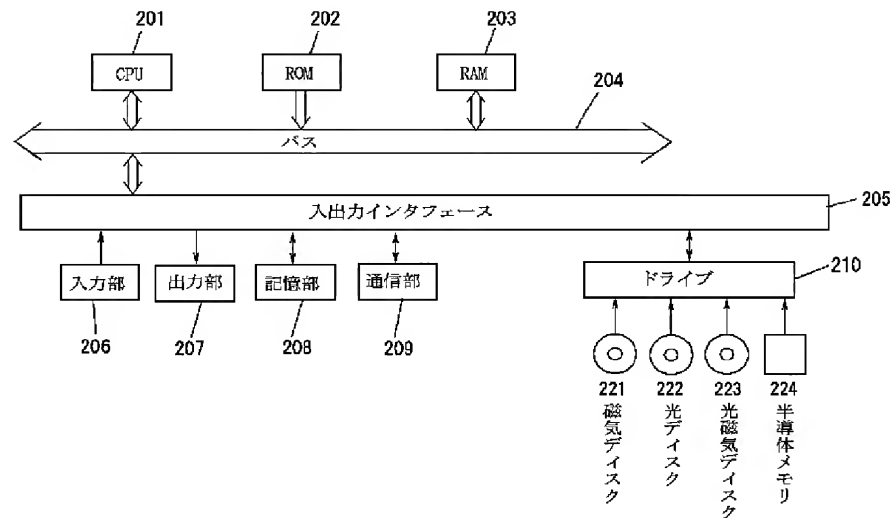 201
202
203
CPU
ROM
RAM
204
バス
入出力インタフェース
205
入力部
出力部
記憶部
通信部
ドライブ
210
206
207
208
209
221
222
223
224
磁気ディスク
光ディスク
光磁気ディスク
半導体メモリ